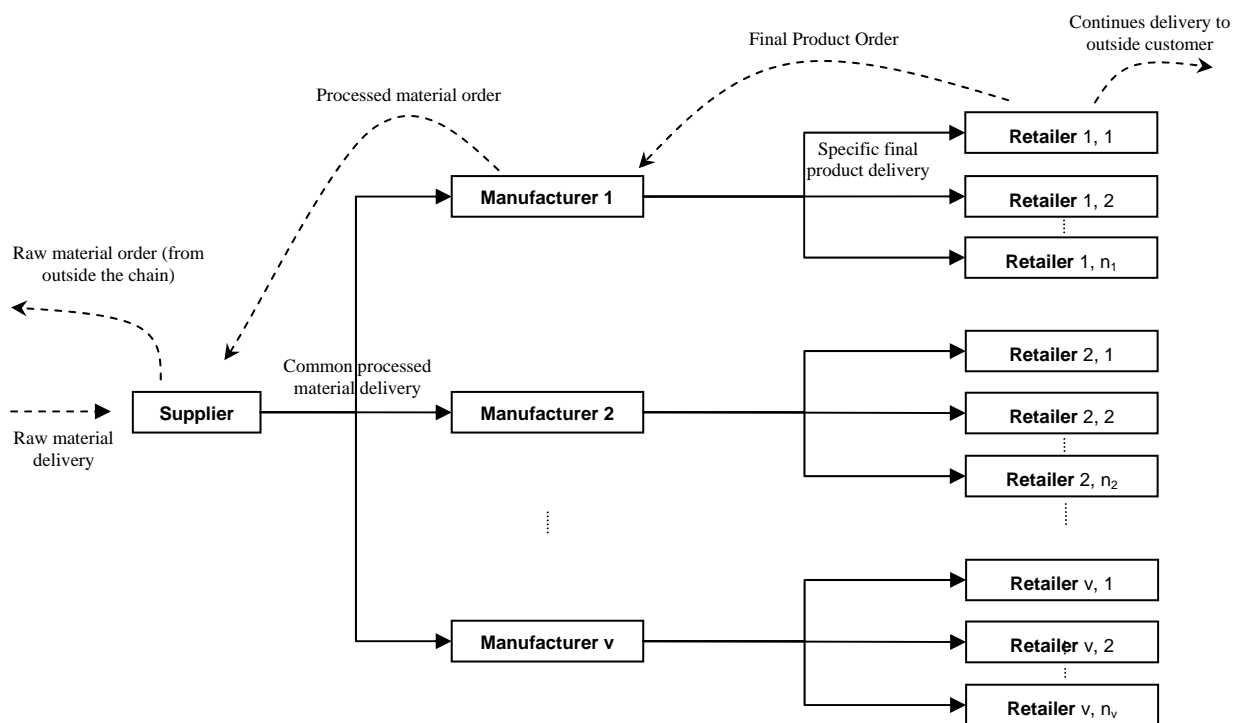 Continues delivery to
outside customer
Final Product Order
Processed material order
Retailer 1, 1
Specific final
product delivery
Manufacturer 1
Retailer 1, 2
Raw material order (from
outside the chain)
Retailer 1, n₁
Retailer 2, 1
Common processed
material delivery
Supplier
Manufacturer 2
Retailer 2, 2
Raw material
delivery
Retailer 2, n₂
Retailer v, 1
Manufacturer v
Retailer v, 2
Retailer v, nᵥ